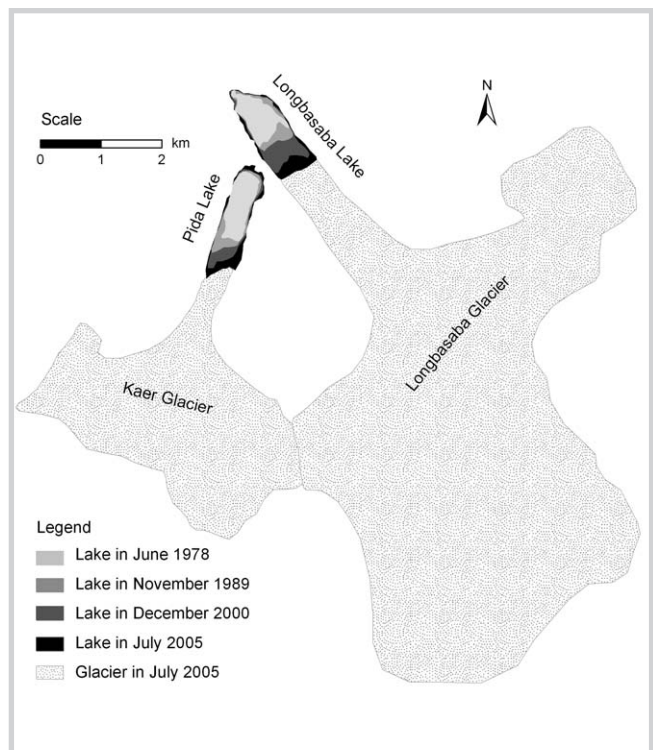 Longbasaba Lake
N
Scale
km
0 1 2
Pida Lake
Longbasaba Glacier
Kaer Glacier
Legend
Lake in June 1978
Lake in November 1989
Lake in December 2000
Lake in July 2005
Glacier in July 2005